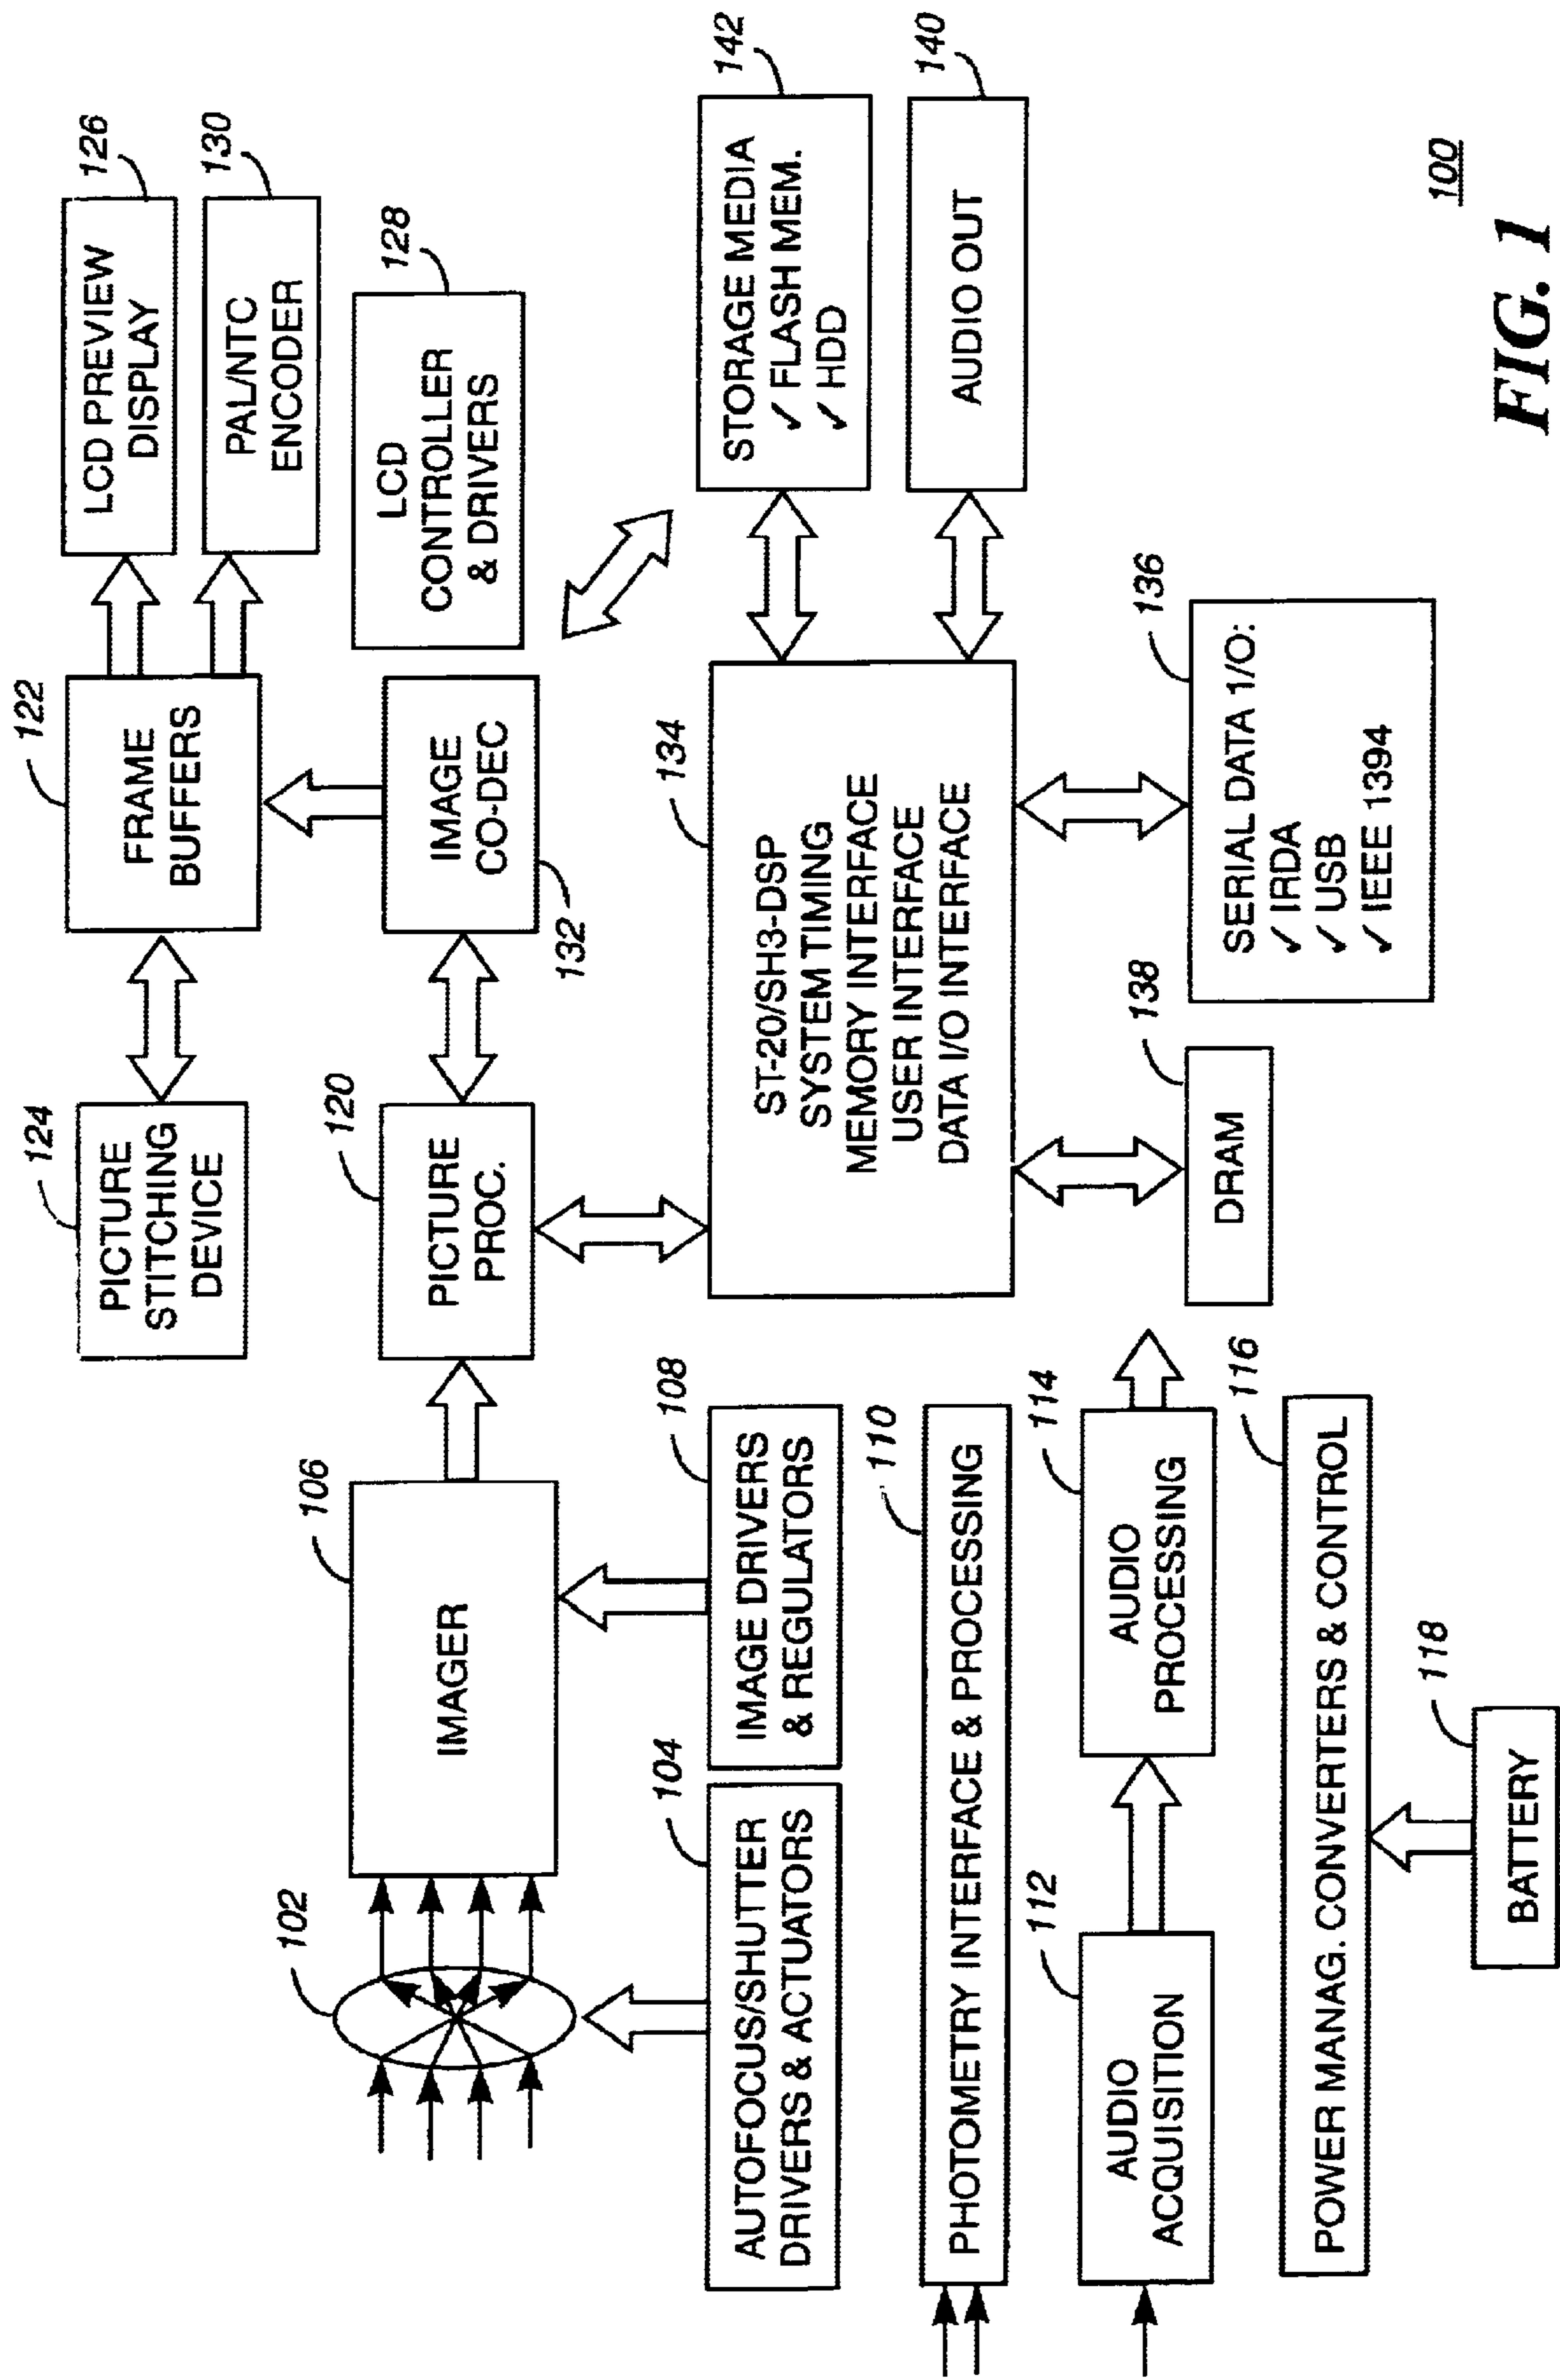 102
106
IMAGER
104
AUTOFOCUS/SHUTTER
DRIVERS & ACTUATORS
108
IMAGE DRIVERS
& REGULATORS
110
PHOTOMETRY INTERFACE & PROCESSING
112
AUDIO
ACQUISITION
114
AUDIO
PROCESSING
116
POWER MANAG. CONVERTERS & CONTROL
118
BATTERY
124
PICTURE
STITCHING
DEVICE
122
FRAME
BUFFERS
126
LCD PREVIEW
DISPLAY
130
PAL/NTC
ENCODER
120
PICTURE
PROC.
IMAGE
CO-DEC
132
128
LCD
CONTROLLER
& DRIVERS
134
ST-20/SH3-DSP
SYSTEM TIMING
MEMORY INTERFACE
USER INTERFACE
DATA I/O INTERFACE
142
STORAGE MEDIA
✓ FLASH MEM.
✓ HDD
140
AUDIO OUT
138
DRAM
136
SERIAL DATA 1/O:
✓ IRDA
✓ USB
✓ IEEE 1394
100
FIG. 1